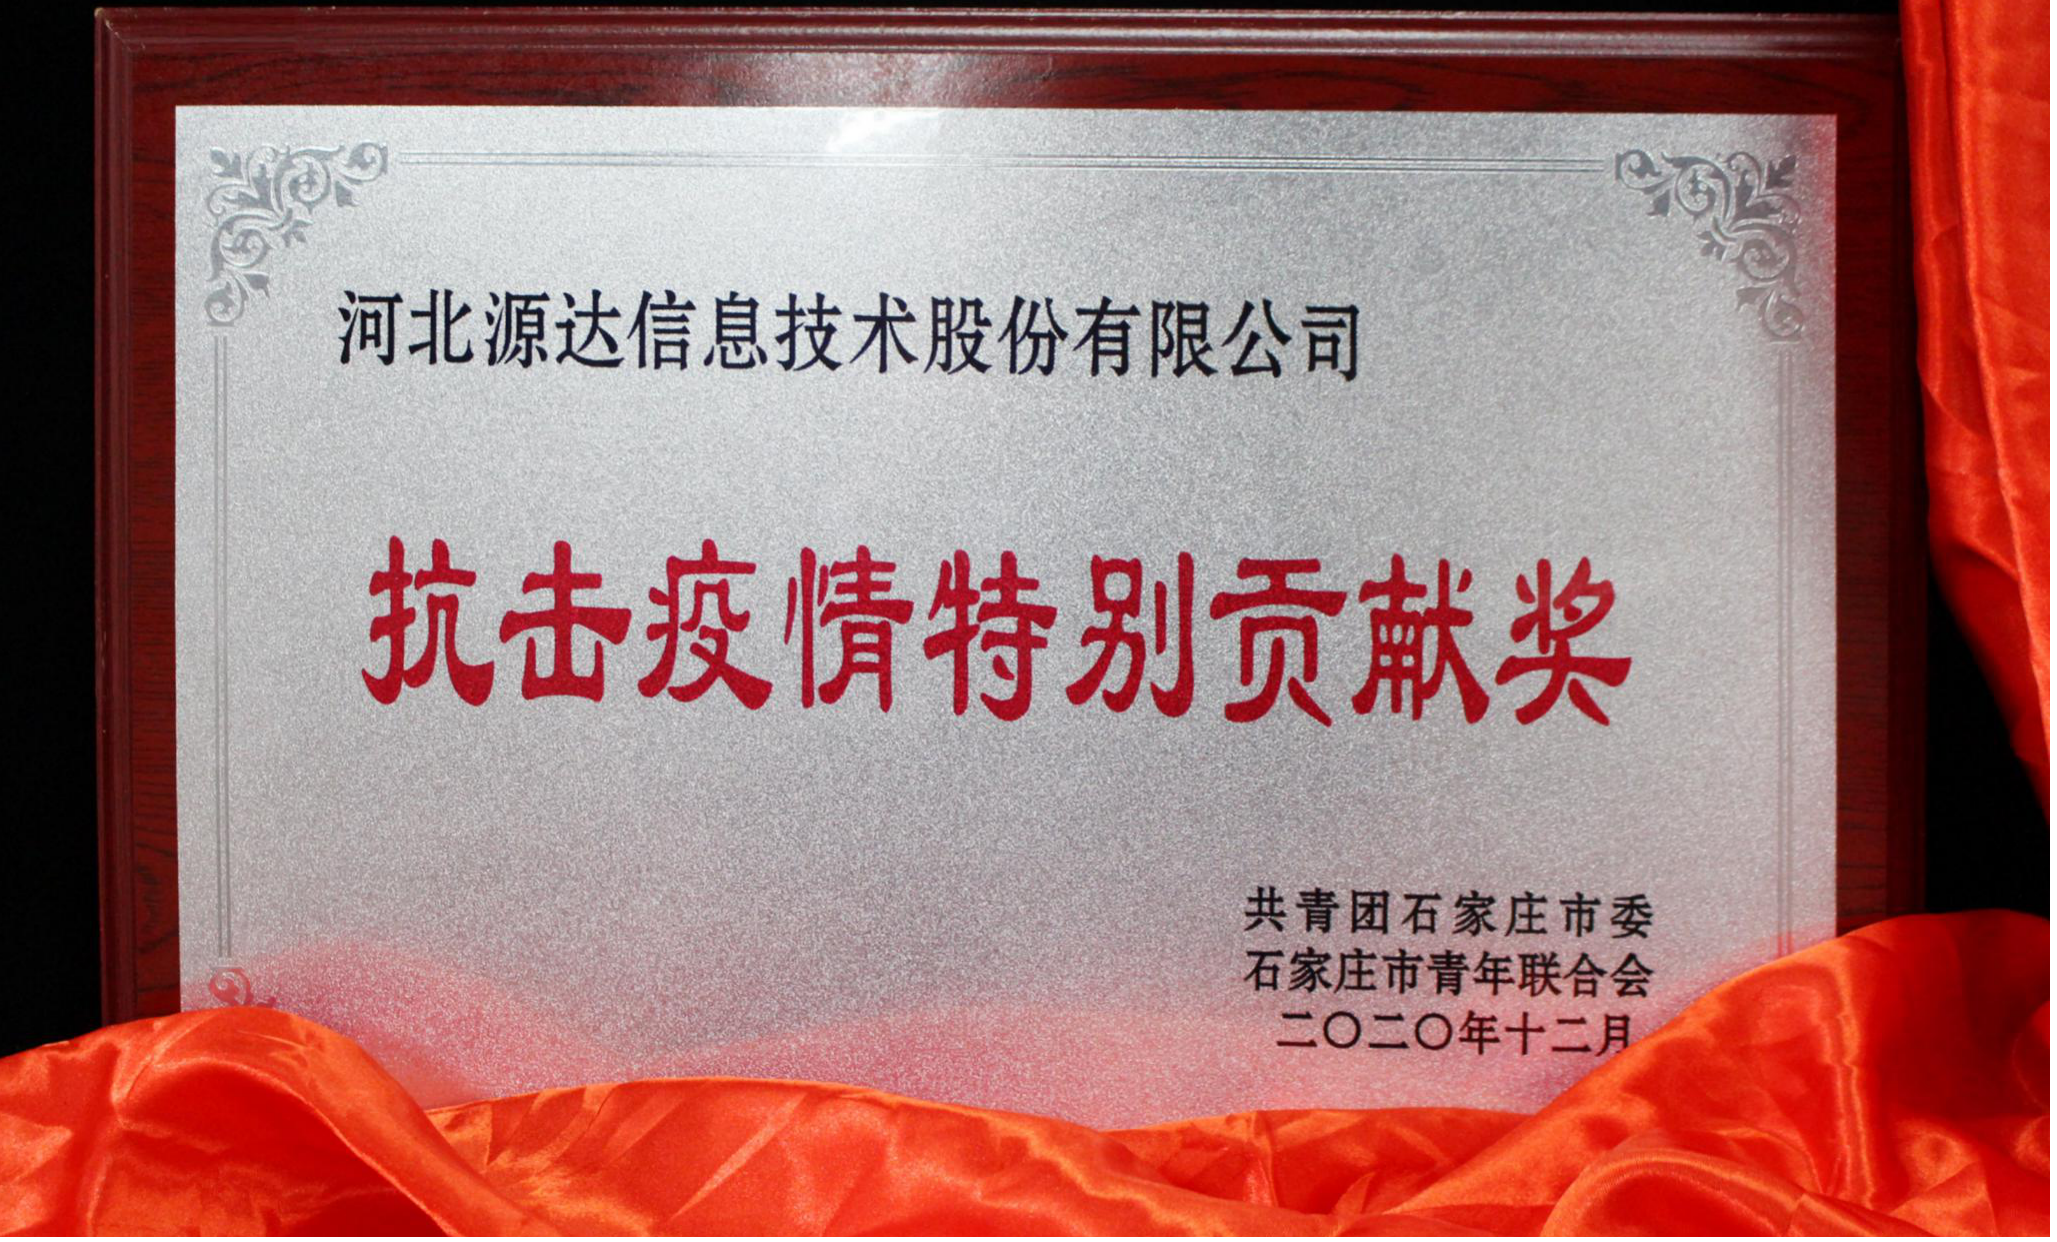 河北源达信息技术股份有限公司
抗击疫情特别贡献奖
共青团石家庄市委
石家庄市青年联合会
二〇二〇年十二月